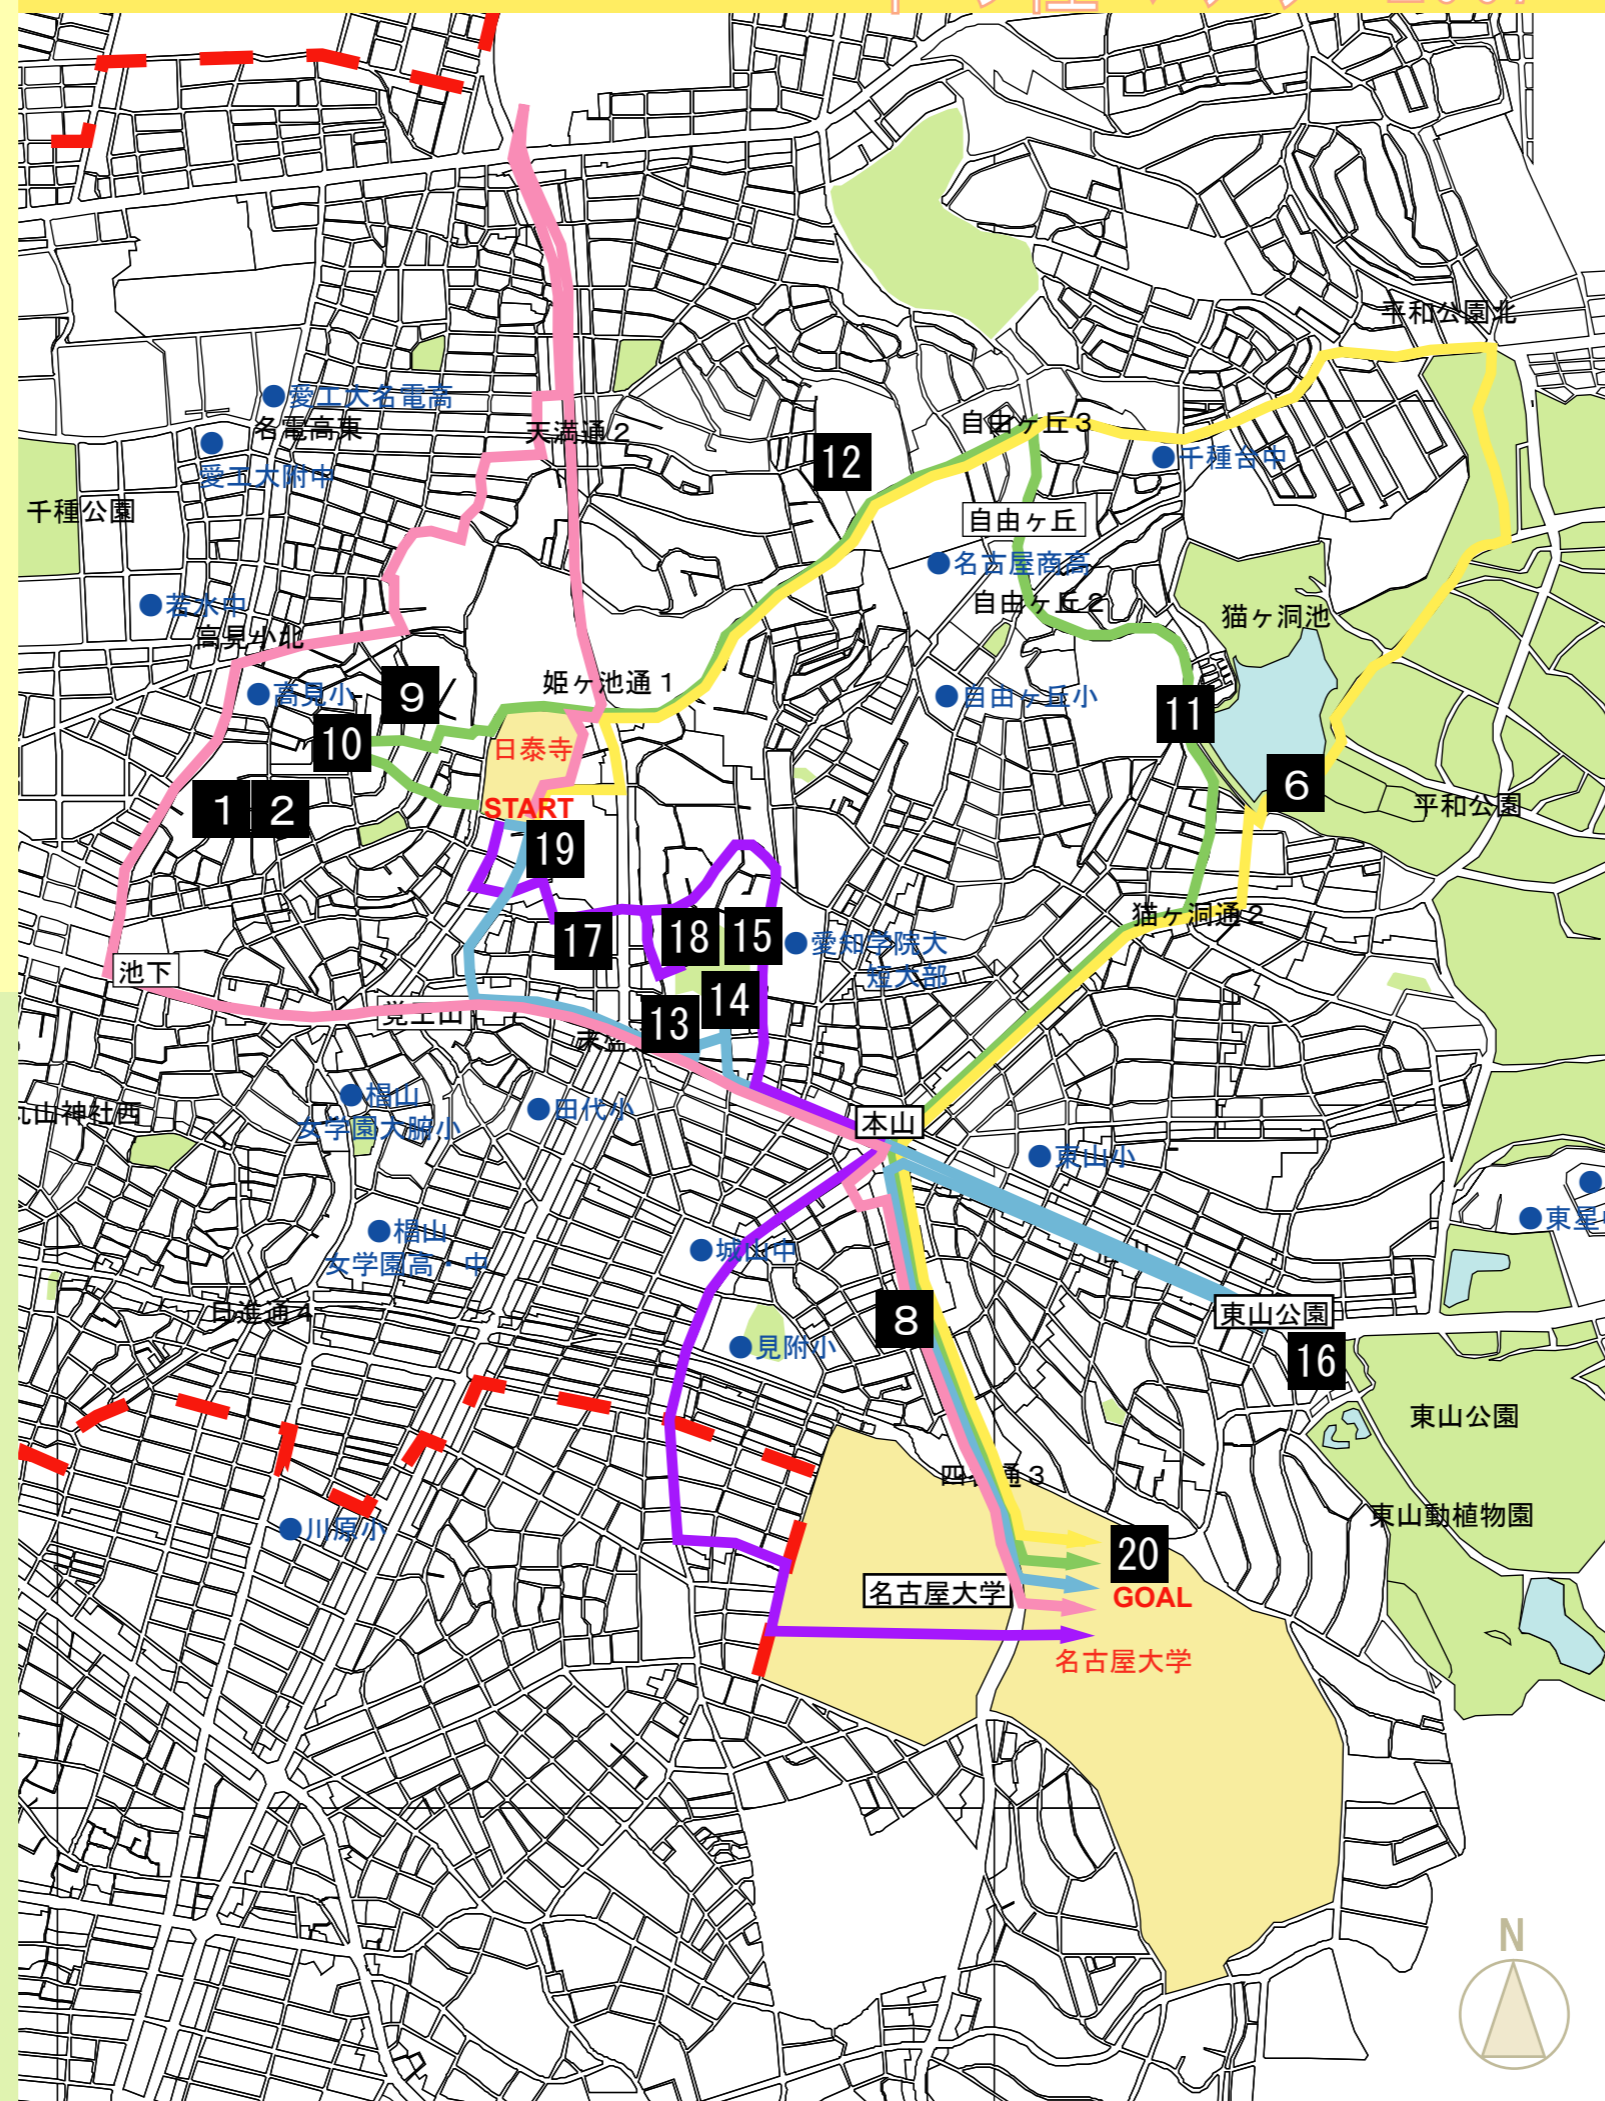 平和公園北
●愛工大名電高
名電高東
●
愛工大附中
天満通2
自由ヶ丘3
12
●千種台中
千種公園
自由ヶ丘
●名古屋商高
●若水中
自由ヶ丘2
猫ヶ洞池
高見小北
●高見小
9
姫ヶ池通1
●自由ヶ丘小
11
10
日泰寺
1
2
START
6
平和公園
19
猫ヶ洞通2
17
18
15
●愛知学院大
短大部
池下
14
覚王山
13
●椙山
女学園大附小
●田代小
本山
●東山小
●椙山
女学園高・中
●城山中
日進通4
東山公園
8
●見附小
16
東山公園
四谷通3
東山動植物園
●川原小
20
名古屋大学
GOAL
名古屋大学
N